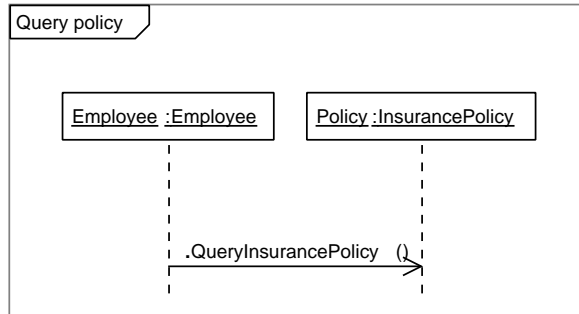 Query policy
Employee :Employee
Policy :InsurancePolicy
.QueryInsurancePolicy ()